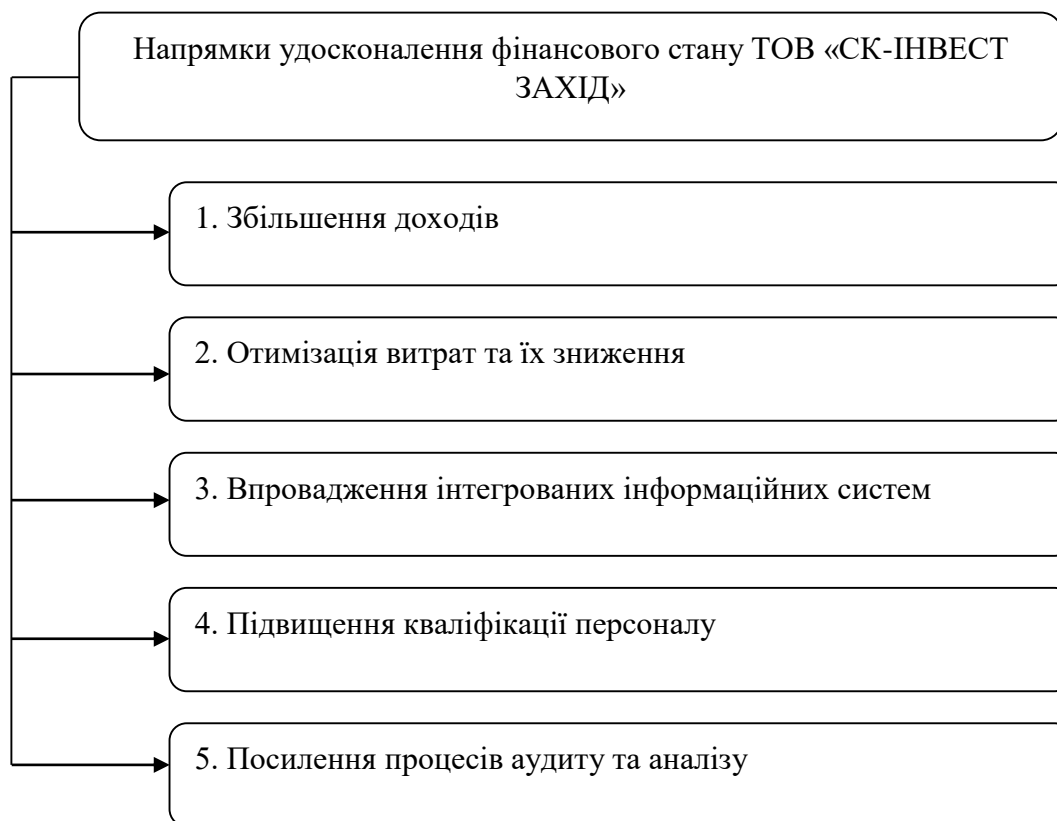 Напрямки удосконалення фінансового стану ТОВ «СК-ІНВЕСТ
ЗАХІД»
1. Збільшення доходів
2. Отимізація витрат та їх зниження
3. Впровадження інтегрованих інформаційних систем
4. Підвищення кваліфікації персоналу
5. Посилення процесів аудиту та аналізу